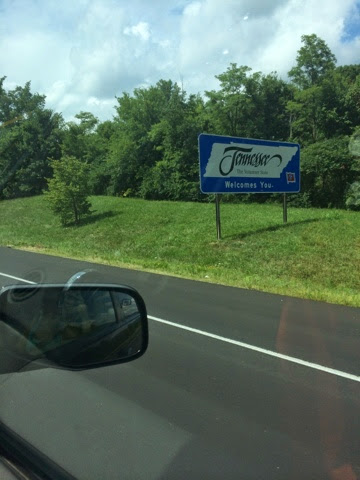 Tennessee
The Volunteer State
Welcomes You